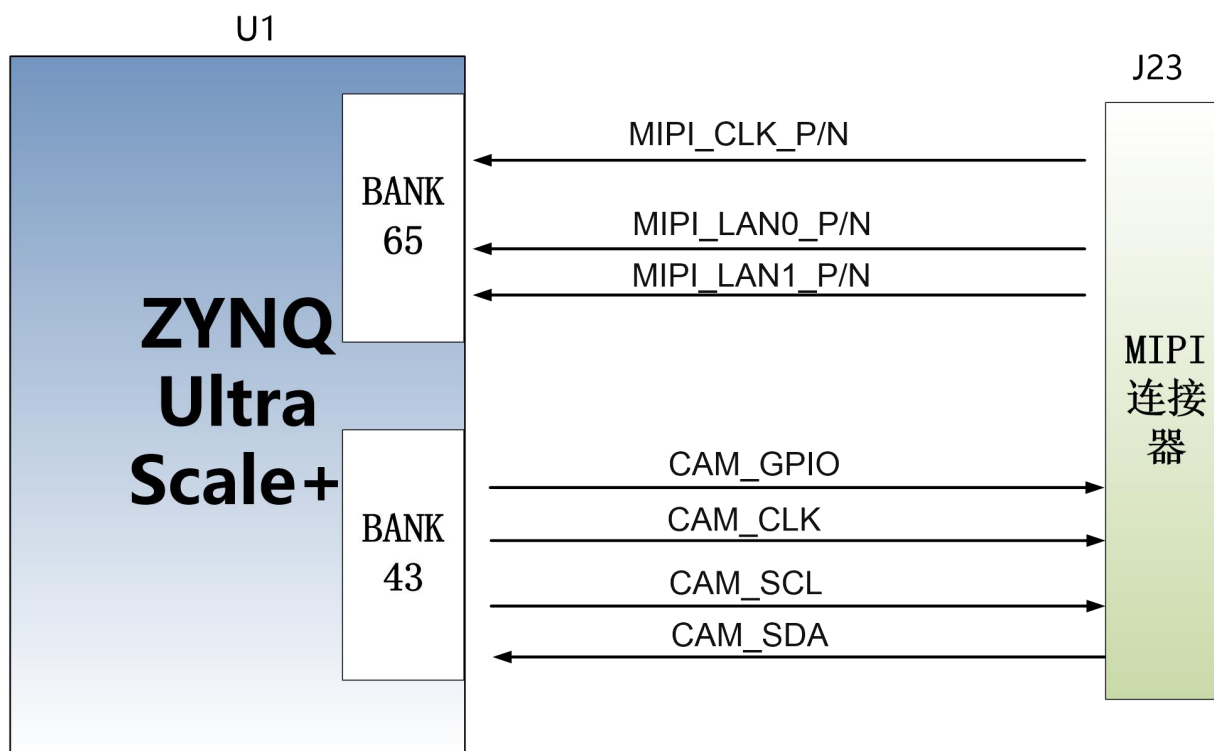 U1
J23
ZYNQ
Ultra
Scale+
BANK
65
BANK
43
MIPI_CLK_P/N
MIPI_LAN0_P/N
MIPI_LAN1_P/N
CAM_GPIO
CAM_CLK
CAM_SCL
CAM_SDA
MIPI
连接
器